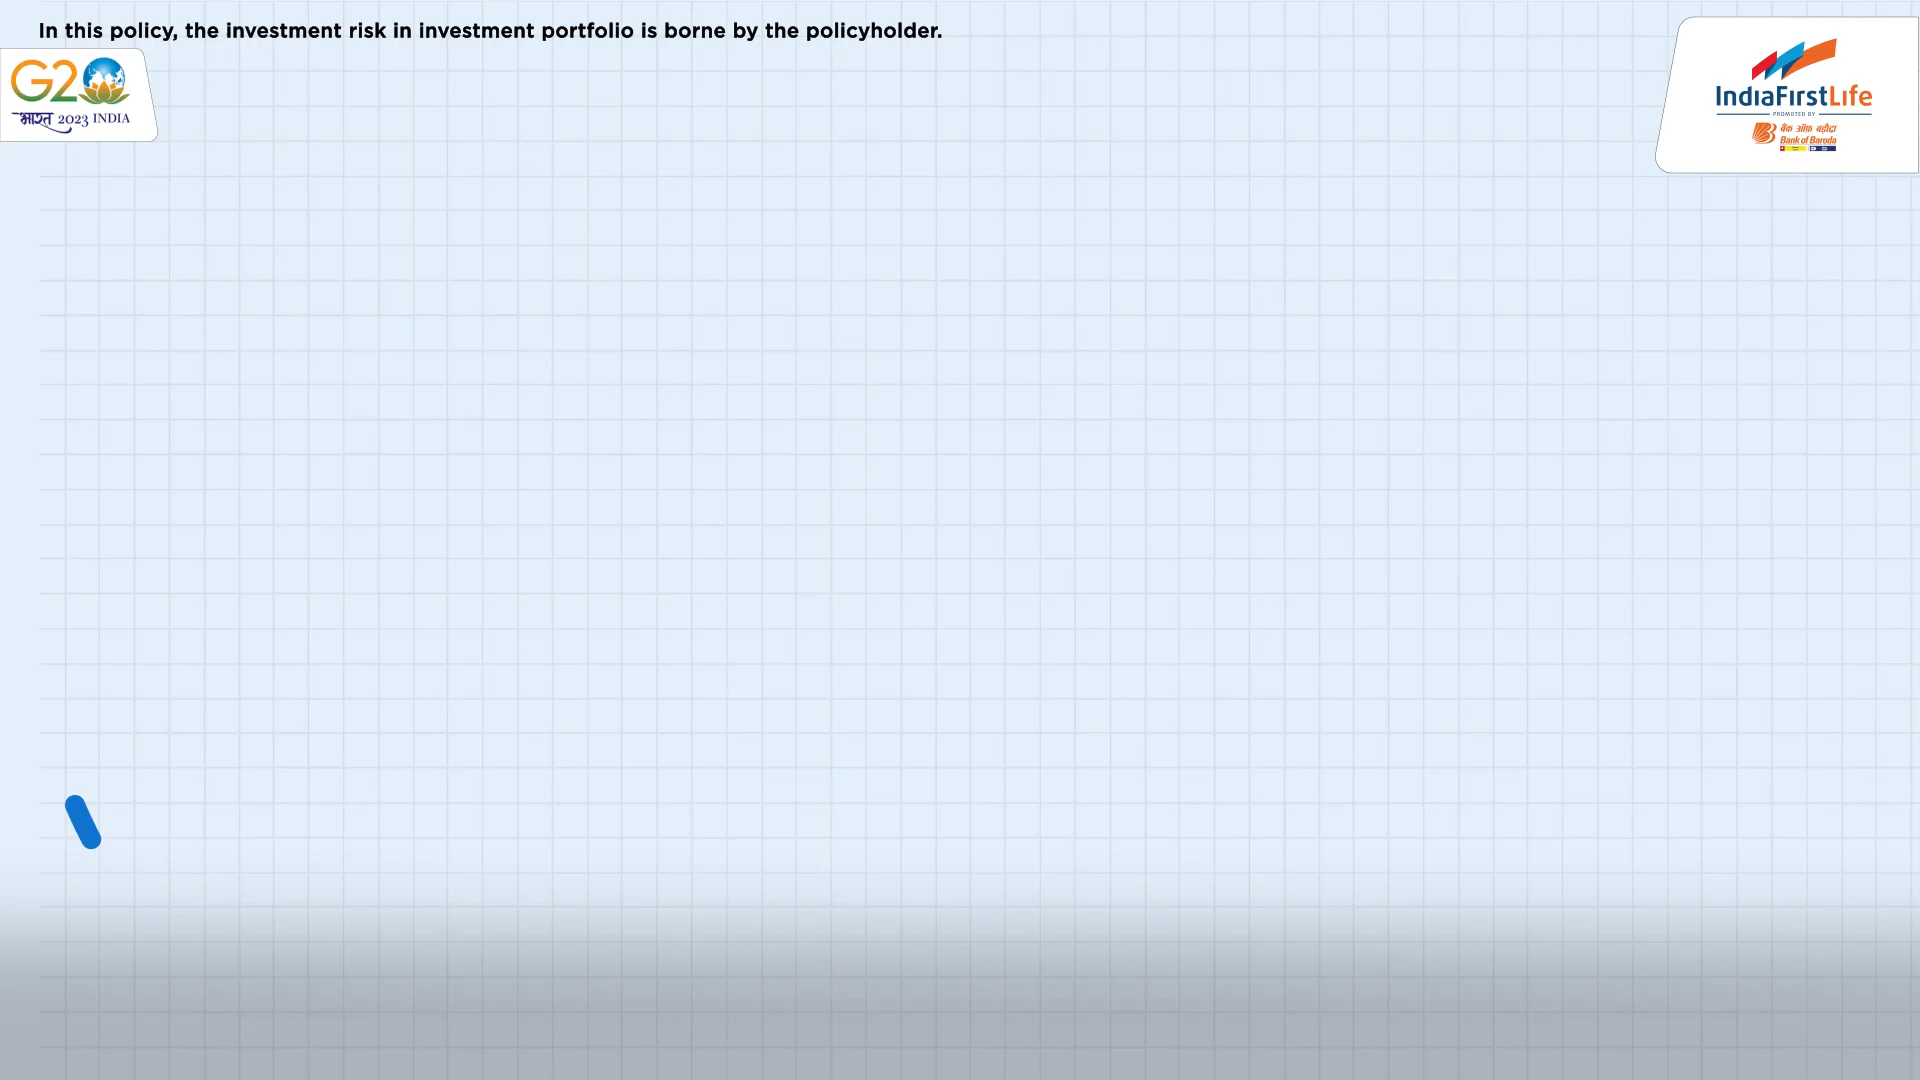 In this policy, the investment risk in investment portfolio is borne by the policyholder.
G20
भारत 2023 INDIA
IndiaFirstLife
PROMOTED BY
बैंक ऑफ़ बड़ौदा
Bank of Baroda